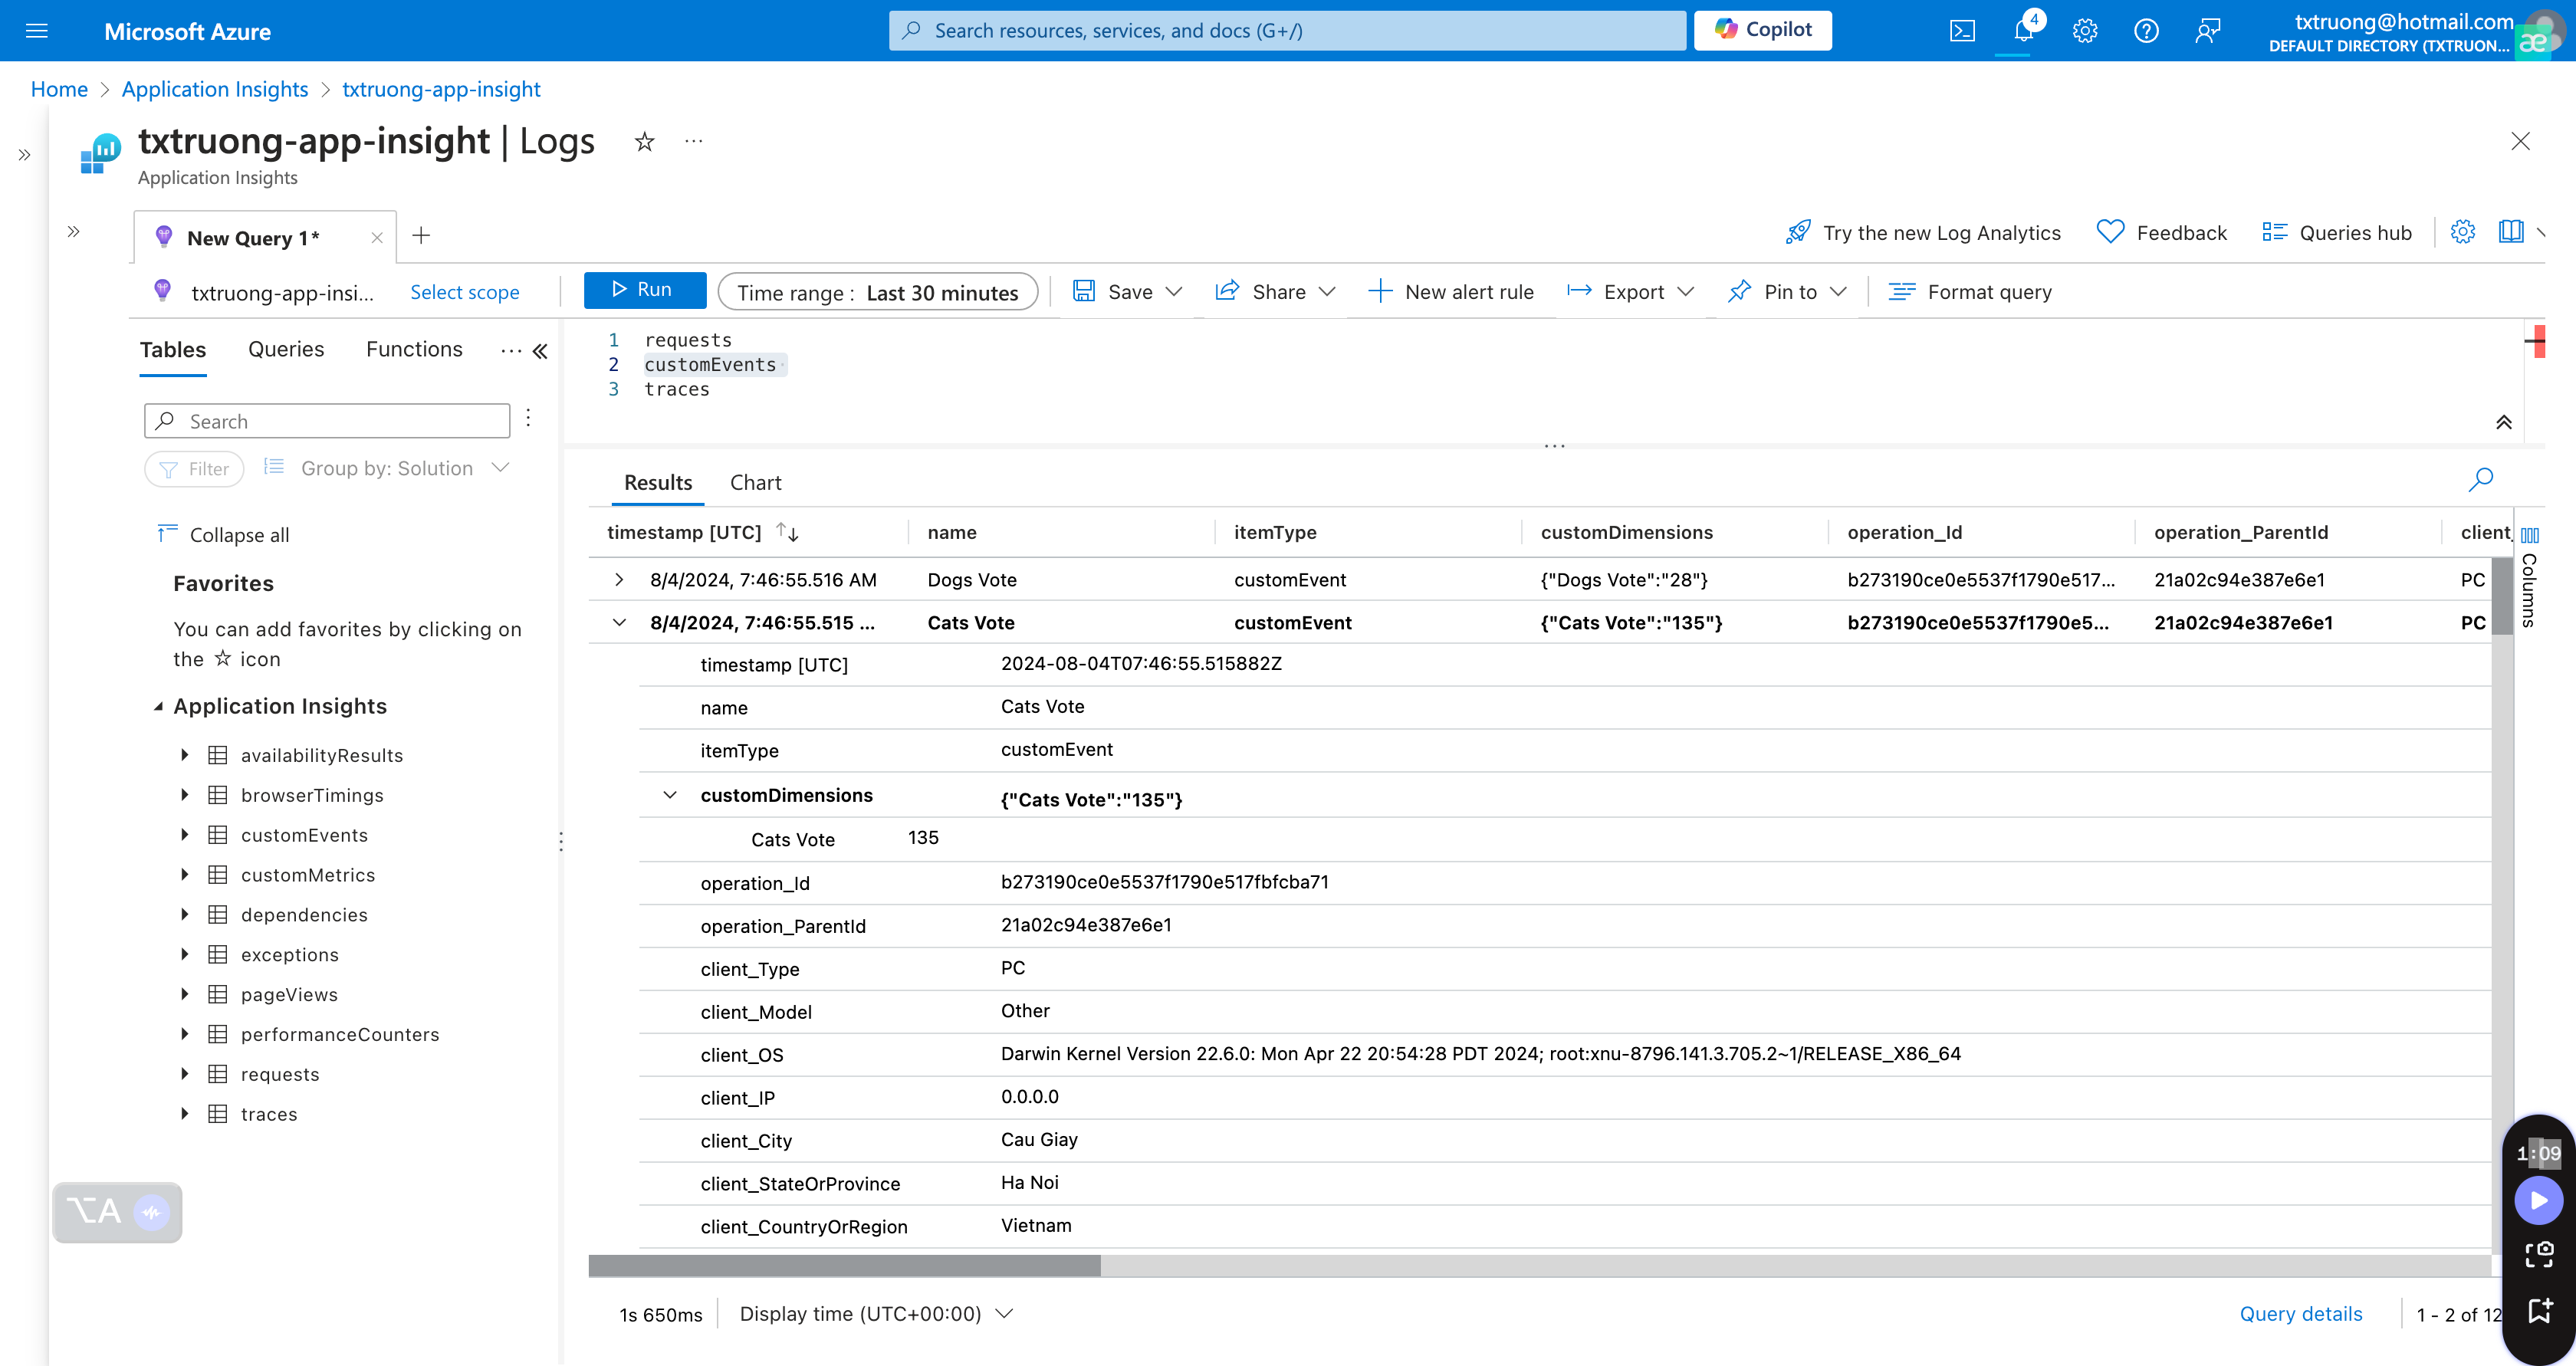 Microsoft Azure
Search resources, services, and docs (G+/)
Copilot
4
txtruong@hotmail.com
DEFAULT DIRECTORY (TXTRUON...
æ
Home > Application Insights > txtruong-app-insight
txtruong-app-insight | Logs
...
Application Insights
New Query 1*
Try the new Log Analytics
Feedback
Queries hub
txtruong-app-insi...
Select scope
Run
Time range : Last 30 minutes
Save
Share
New alert rule
Export
Pin to
Format query
Tables
Queries
Functions
...
1 requests
2 customEvents
3 traces
Search
Filter
Group by: Solution
Collapse all
Favorites
You can add favorites by clicking on
the ☆ icon
Application Insights
availabilityResults
browserTimings
customEvents
customMetrics
dependencies
exceptions
pageViews
performanceCounters
requests
traces
⌥A
Results
Chart
timestamp [UTC] name itemType customDimensions operation_Id operation_ParentId client_
8/4/2024, 7:46:55.516 AM Dogs Vote customEvent {"Dogs Vote":"28"} b273190ce0e5537f1790e517... 21a02c94e387e6e1 PC
8/4/2024, 7:46:55.515 ... Cats Vote customEvent {"Cats Vote":"135"} b273190ce0e5537f1790e5... 21a02c94e387e6e1 PC
timestamp [UTC] 2024-08-04T07:46:55.515882Z
name Cats Vote
itemType customEvent
customDimensions {"Cats Vote":"135"}
Cats Vote 135
operation_Id b273190ce0e5537f1790e517fbfcba71
operation_ParentId 21a02c94e387e6e1
client_Type PC
client_Model Other
client_OS Darwin Kernel Version 22.6.0: Mon Apr 22 20:54:28 PDT 2024; root:xnu-8796.141.3.705.2~1/RELEASE_X86_64
client_IP 0.0.0.0
client_City Cau Giay
client_StateOrProvince Ha Noi
client_CountryOrRegion Vietnam
Columns
1:09
1s 650ms
Display time (UTC+00:00)
Query details
1 - 2 of 12